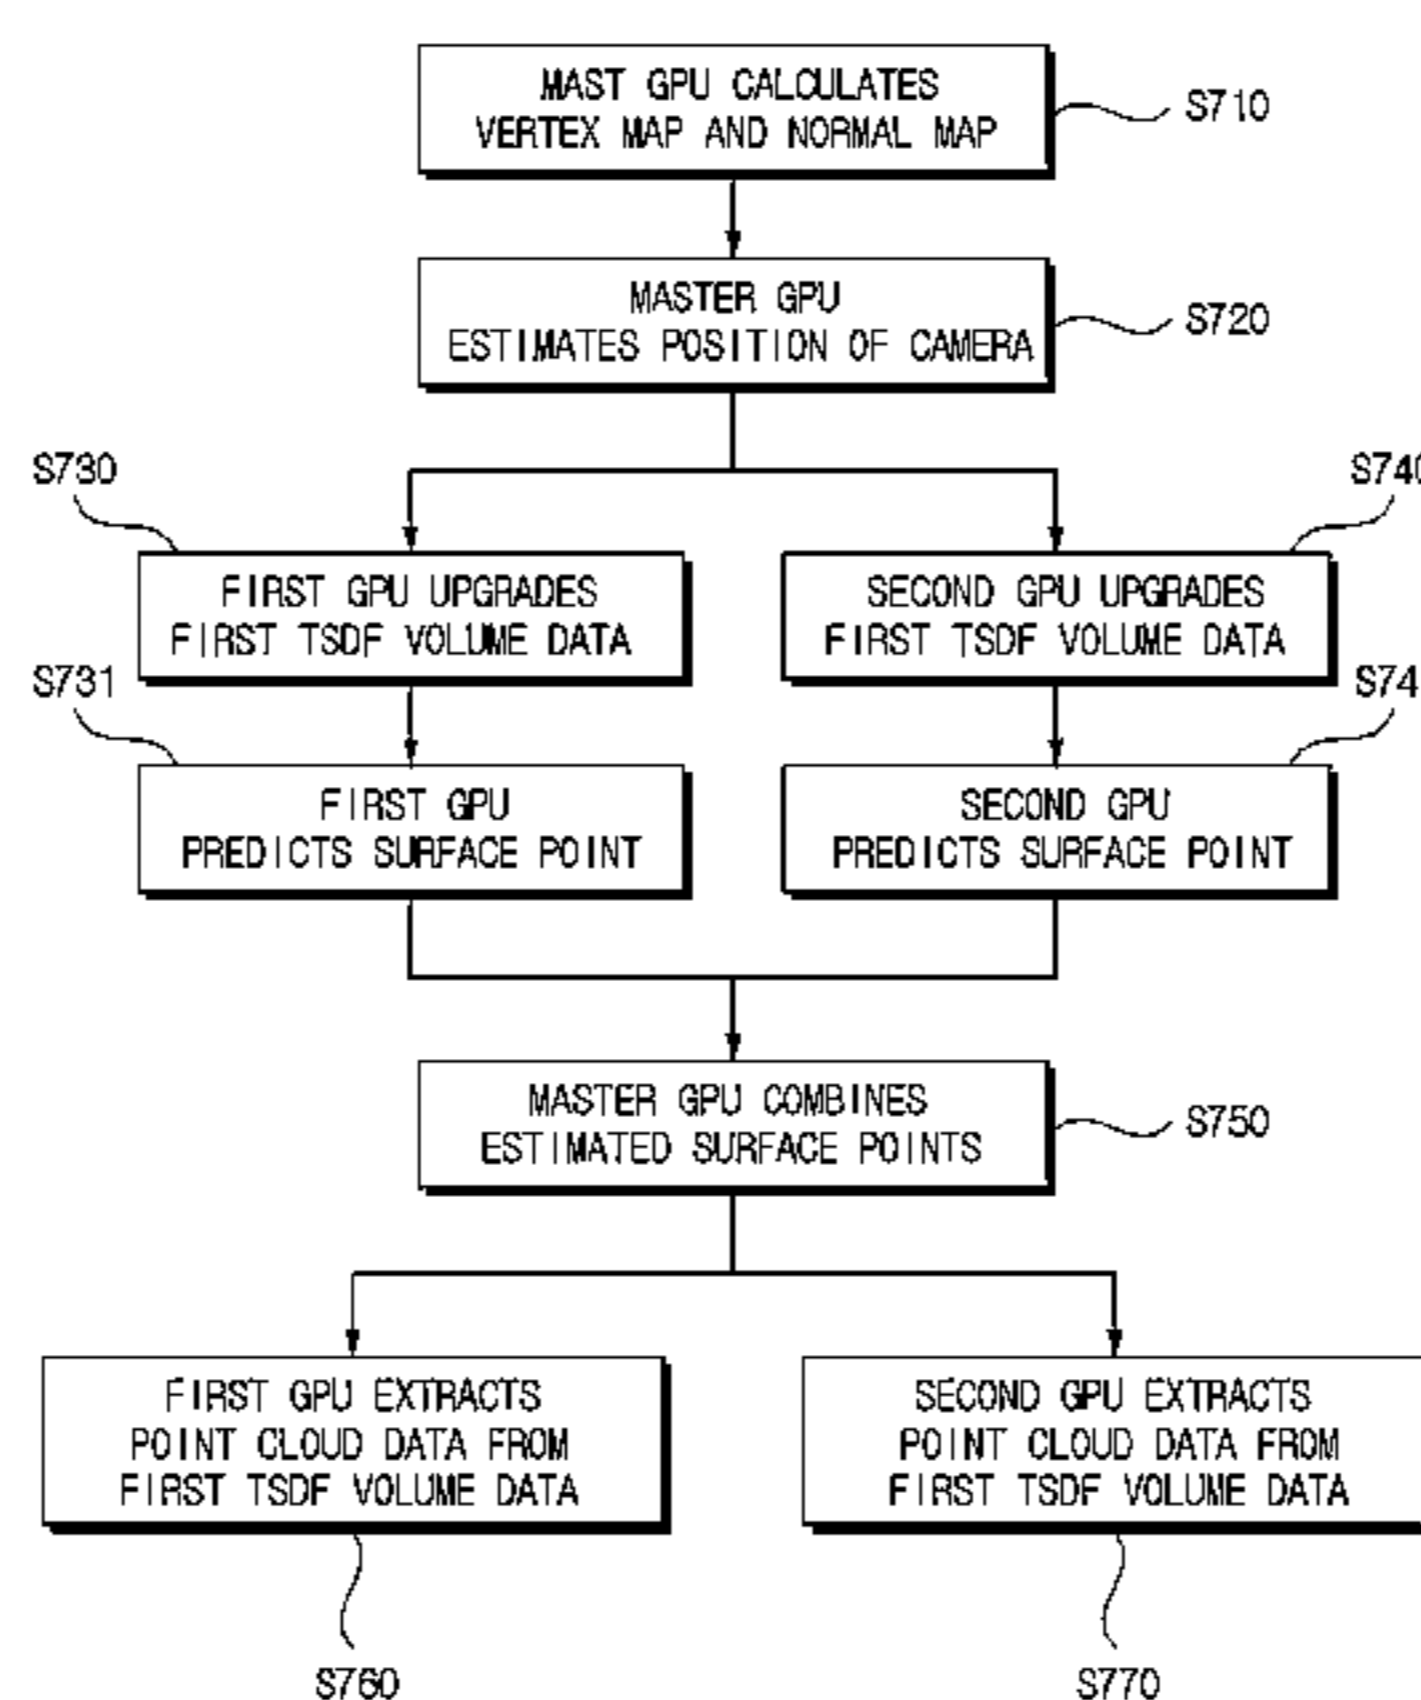 MAST GPU CALCULATES
VERTEX MAP AND NORMAL MAP
S710
MASTER GPU
ESTIMATES POSITION OF CAMERA
S720
S730
S740
FIRST GPU UPGRADES
FIRST TSDF VOLUME DATA
SECOND GPU UPGRADES
FIRST TSDF VOLUME DATA
S731
S74
FIRST GPU
PREDICTS SURFACE POINT
SECOND GPU
PREDICTS SURFACE POINT
MASTER GPU COMBINES
ESTIMATED SURFACE POINTS
S750
FIRST GPU EXTRACTS
POINT CLOUD DATA FROM
FIRST TSDF VOLUME DATA
SECOND GPU EXTRACTS
POINT CLOUD DATA FROM
FIRST TSDF VOLUME DATA
S760
S770